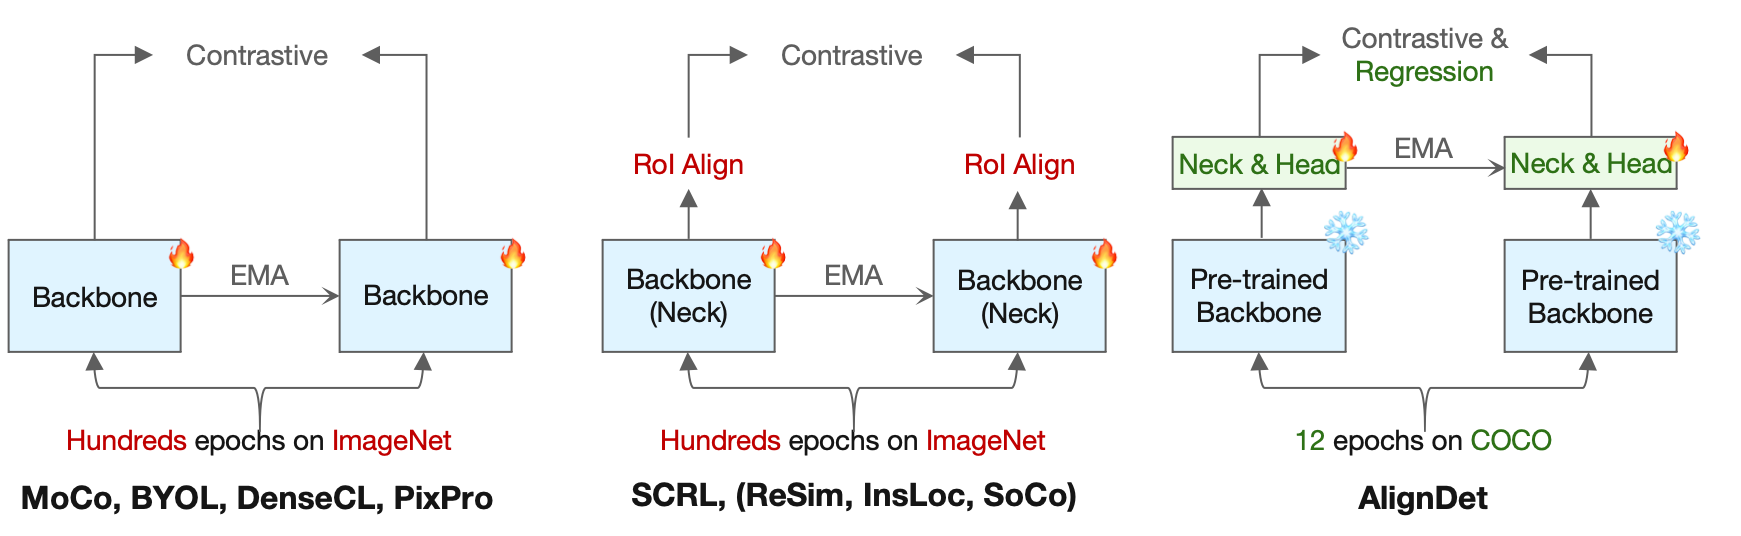 Contrastive
Backbone
EMA
Backbone
Hundreds epochs on ImageNet
MoCo, BYOL, DenseCL, PixPro
Contrastive
RoI Align
RoI Align
Backbone
(Neck)
EMA
Backbone
(Neck)
Hundreds epochs on ImageNet
SCRL, (ReSim, InsLoc, SoCo)
Contrastive &
Regression
Neck & Head
EMA
Neck & Head
Pre-trained
Backbone
Pre-trained
Backbone
12 epochs on COCO
AlignDet